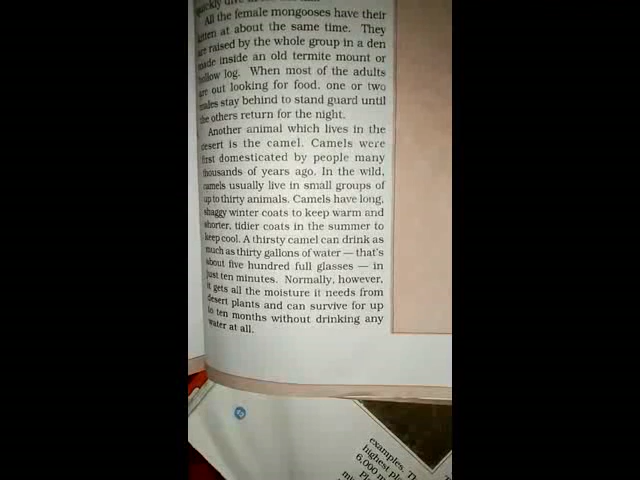 quickly dive
All the female mongooses have their
kitten at about the same time. They
are raised by the whole group in a den
made inside an old termite mount or
hollow log. When most of the adults
are out looking for food, one or two
males stay behind to stand guard until
the others return for the night.
Another animal which lives in the
desert is the camel. Camels were
first domesticated by people many
thousands of years ago. In the wild,
camels usually live in small groups of
up to thirty animals. Camels have long,
shaggy winter coats to keep warm and
shorter, tidier coats in the summer to
keep cool. A thirsty camel can drink as
much as thirty gallons of water — that's
about five hundred full glasses — in
just ten minutes. Normally, however,
it gets all the moisture it needs from
desert plants and can survive for up
to ten months without drinking any
water at all.
examples.
highest
6,000